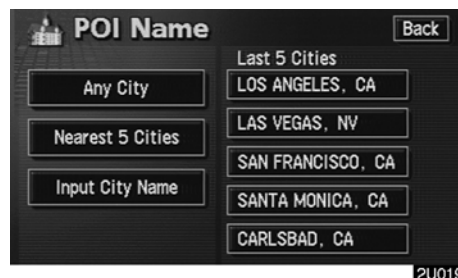 POI Name
Back
Any City
Nearest 5 Cities
Input City Name
Last 5 Cities
LOS ANGELES, CA
LAS VEGAS, NV
SAN FRANCISCO, CA
SANTA MONICA, CA
CARLSBAD, CA
2U019